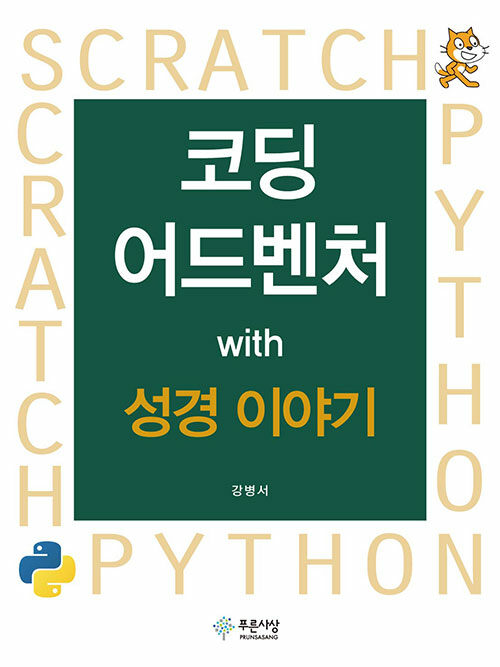 SCRATCH
SCRATCH
PYTHON
코딩
어드벤처
with
성경 이야기
강병서
PYTHON
푸른사상
PRUNSASANG